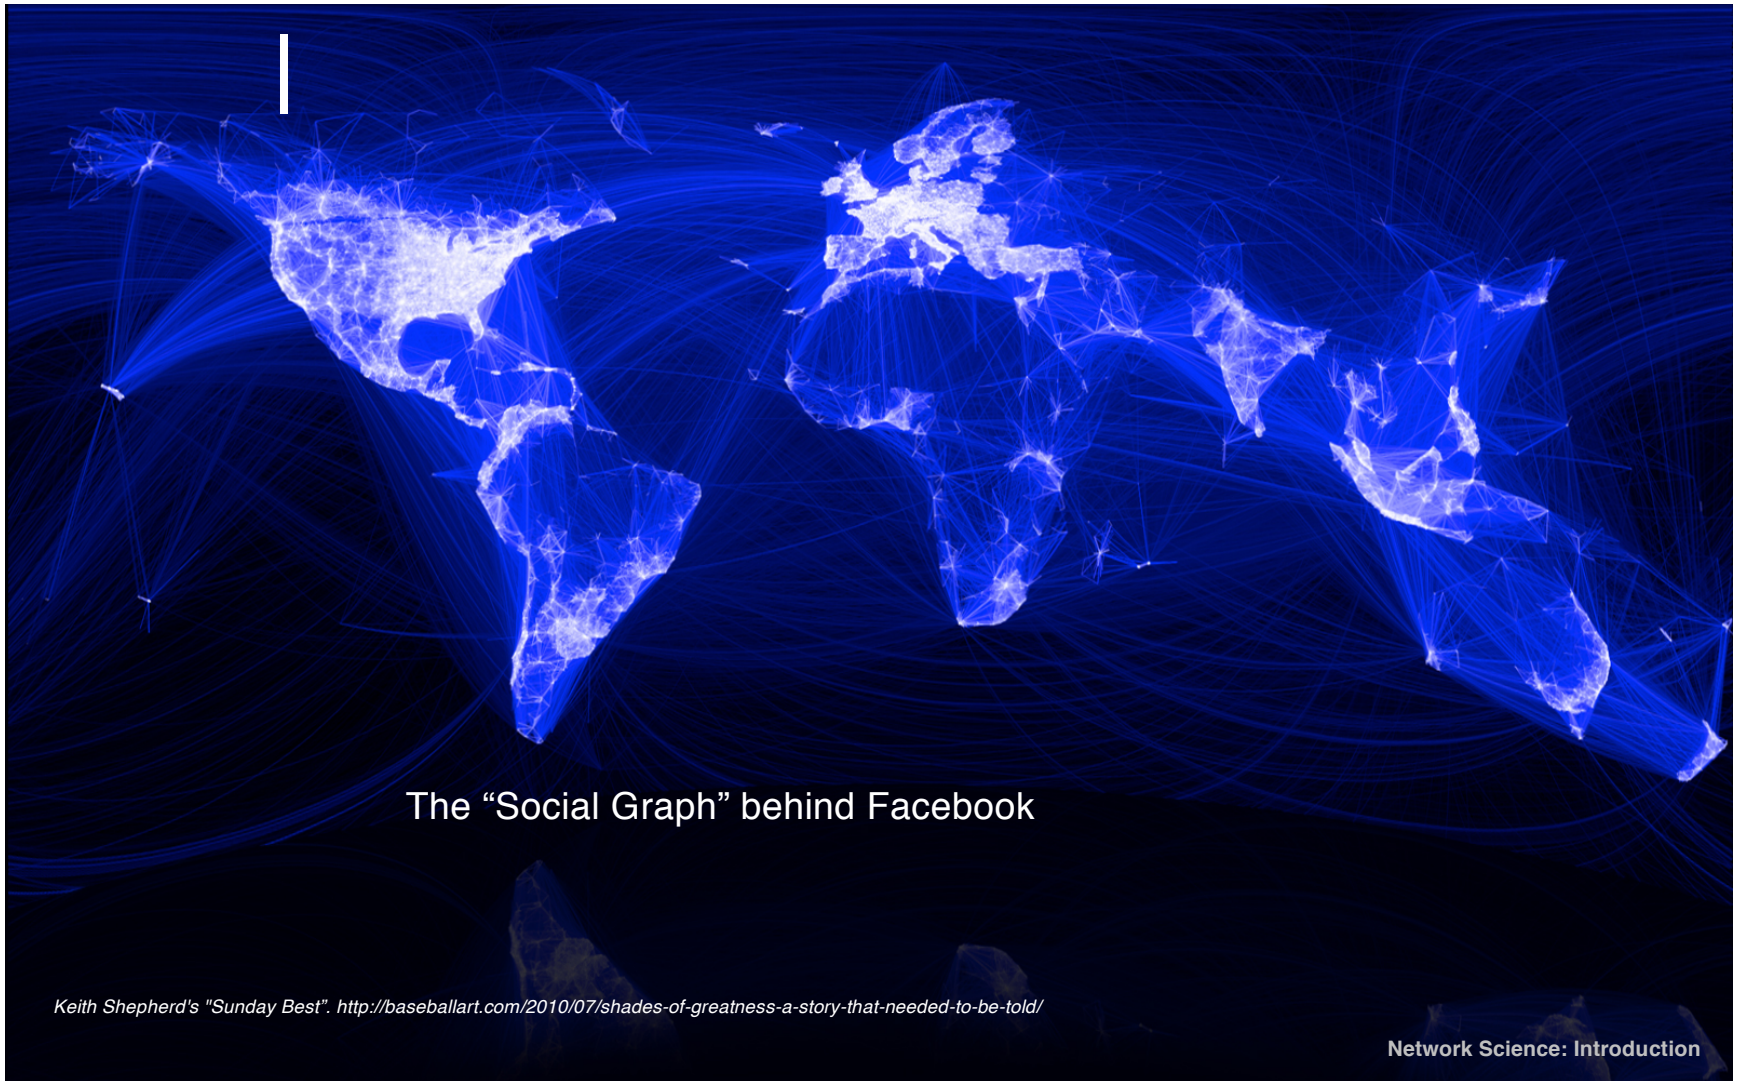 The “Social Graph” behind Facebook
Keith Shepherd's "Sunday Best”. http://baseballart.com/2010/07/shades-of-greatness-a-story-that-needed-to-be-told/
Network Science: Introduction